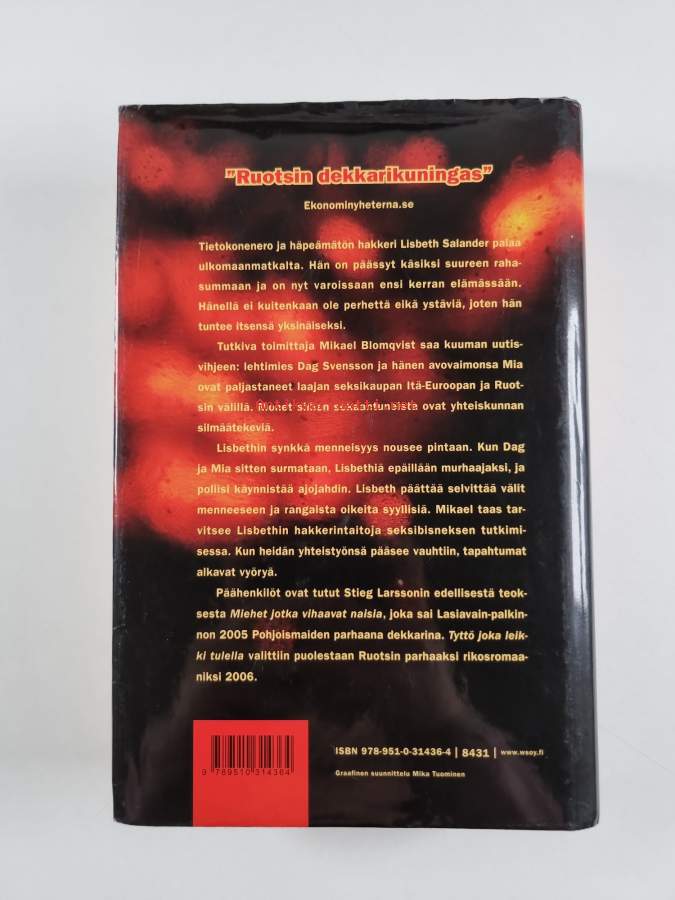 "Ruotsin dekkarikuningas"
Ekonominyheterna.se
Tietokonenero ja häpeämätön hakkeri Lisbeth Salander palaa
ulkomaanmatkalta. Hän on päässyt käsiksi suureen raha-
summaan ja on nyt varoissaan ensi kerran elämässään.
Hänellä ei kuitenkaan ole perhettä eikä ystäviä, joten hän
tuntee itsensä yksinäiseksi.
Tutkiva toimittaja Mikael Blomqvist saa kuuman uutis-
vihjeen: lehtimies Dag Svensson ja hänen avovaimonsa Mia
ovat paljastaneet laajan seksikaupan Itä-Euroopan ja Ruot-
sin välillä. Monet siihen sekaantuneista ovat yhteiskunnan
silmäätekeviä.
Lisbethin synkkä menneisyys nousee pintaan. Kun Dag
ja Mia sitten surmataan, Lisbethiä epäillään murhaajaksi, ja
poliisi käynnistää ajojahdin. Lisbeth päättää selvittää välit
menneeseen ja rangaista oikeita syyllisiä. Mikael taas tar-
vitsee Lisbethin hakkerintaitoja seksibisneksen tutkimi-
sessa. Kun heidän yhteistyönsä pääsee vauhtiin, tapahtumat
alkavat vyöryä.
Päähenkilöt ovat tutut Stieg Larssonin edellisestä teok-
sesta Miehet jotka vihaavat naisia, joka sai Lasiavain-palkin-
non 2005 Pohjoismaiden parhaana dekkarina. Tyttö joka leik-
ki tulella valittiin puolestaan Ruotsin parhaaksi rikosromaa-
niksi 2006.
ISBN 978-951-0-31436-4 | 8431 | www.wsoy.fi
9 789510 314364
Graafinen suunnittelu Mika Tuominen